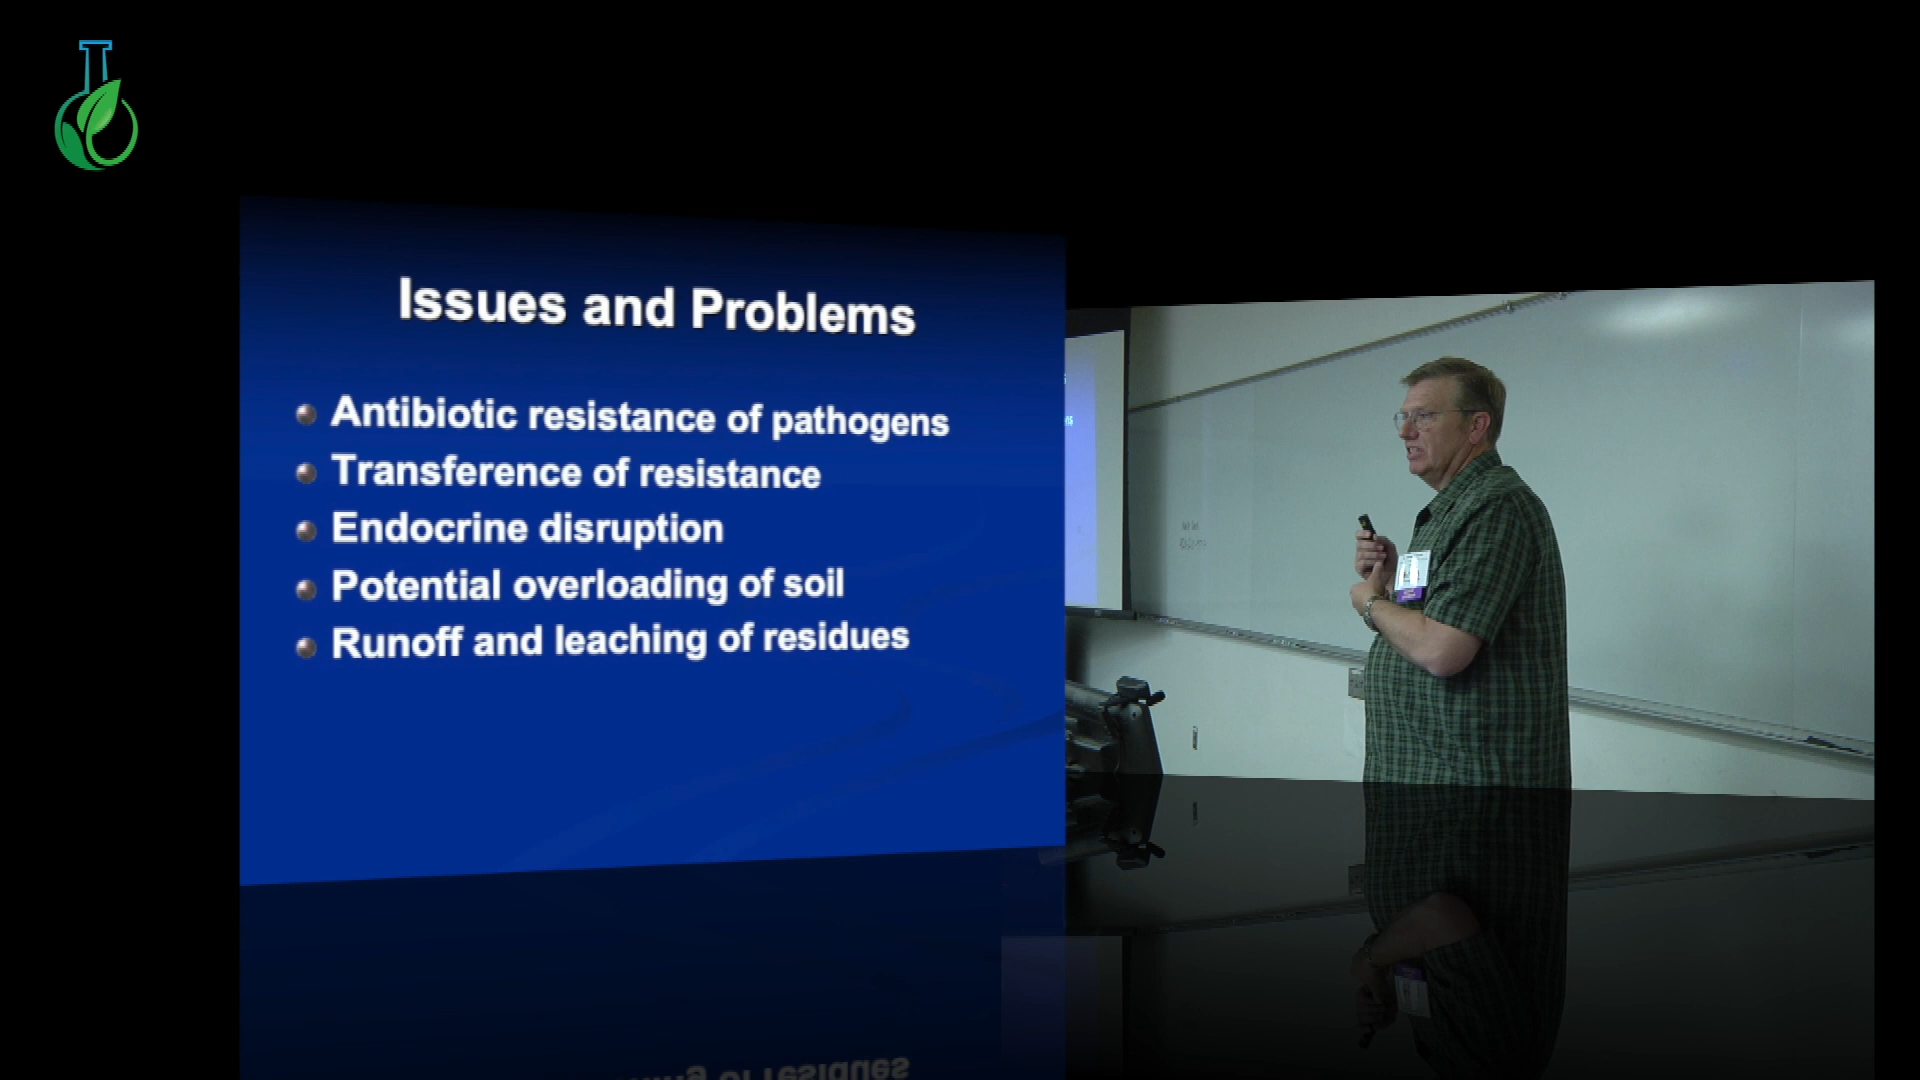 Issues and Problems
Antibiotic resistance of pathogens
Transference of resistance
Endocrine disruption
Potential overloading of soil
Runoff and leaching of residues